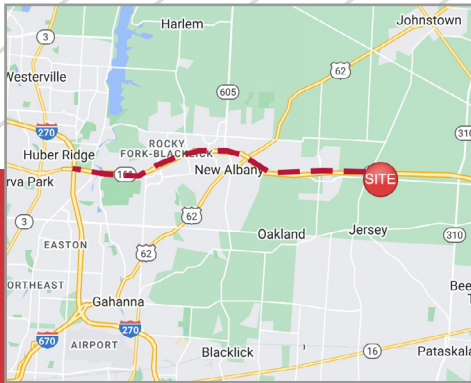 Harlem
Johnstown
3
Westerville
62
605
270
310
Huber Ridge
ROCKY
FORK-BLACKLICK
161
New Albany
SITE
rva Park
62
3
Oakland
Jersey
310
EASTON
62
ORTHEAST
Bee
Gahanna
270
670
AIRPORT
Blacklick
16
Pataskala